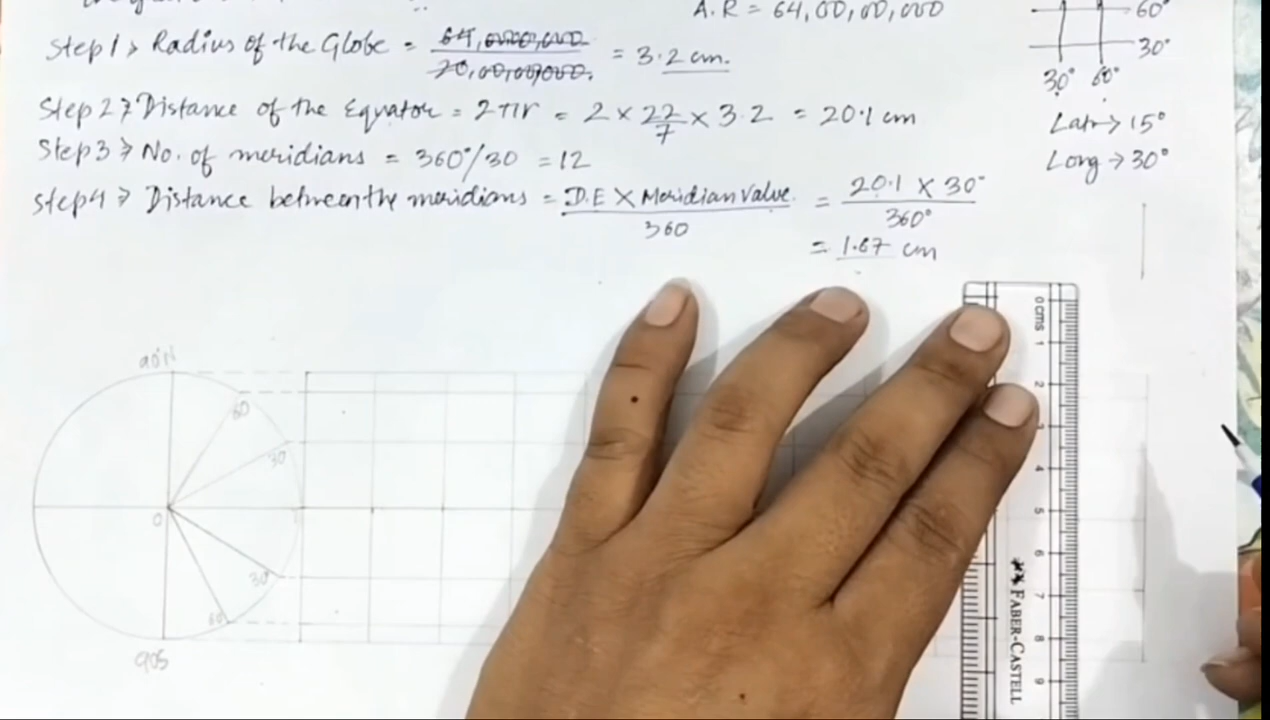 A.R = 64,00,00,000
Step 1 > Radius of the Globe = 64,0000,000 / 20,00,00,000. = 3.2 cm.
Step 2 > Distance of the Equator = 2πr = 2 × 22/7 × 3.2 = 20.1 cm
Step 3 > No. of meridians = 360°/30 = 12
Step 4 > Distance between the meridians = D.E × Meridian Value / 360 = 20.1 × 30° / 360°
= 1.67 cm
60°
30°
30° 60°
Lat → 15°
Long → 30°
90°N
60
30
0
30
60
90S
0 cms 1 2 3 4 5 6 7 8 9
FABER-CASTELL